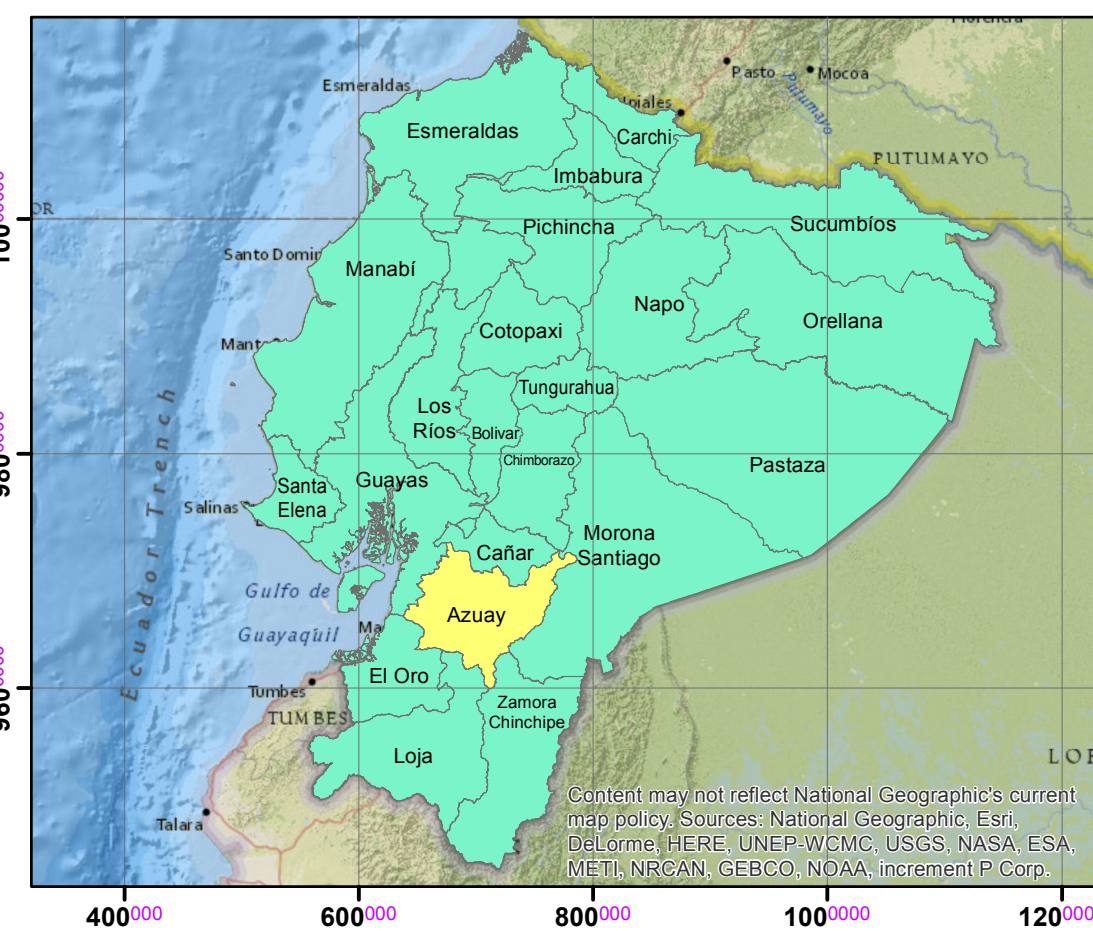 Pasto
Mocoa
Putumayo
Esmeraldas
Esmeraldas
Carchi
PUTUMAYO
Imbabura
Pichincha
Sucumbíos
Santo Domin
Manabí
Napo
Orellana
Cotopaxi
Tungurahua
Los
Ríos
Bolivar
Chimborazo
Pastaza
Guayas
Santa
Elena
Salinas
Morona
Santiago
Cañar
Ecuador Trench
Gulfo de
Guayaquil
Azuay
Ma
El Oro
Tumbes
TUMBES
Zamora
Chinchipe
Loja
Talara
Content may not reflect National Geographic's current
map policy. Sources: National Geographic, Esri,
DeLorme, HERE, UNEP-WCMC, USGS, NASA, ESA,
METI, NRCAN, GEBCO, NOAA, increment P Corp.
400000 600000 800000 1000000 120000